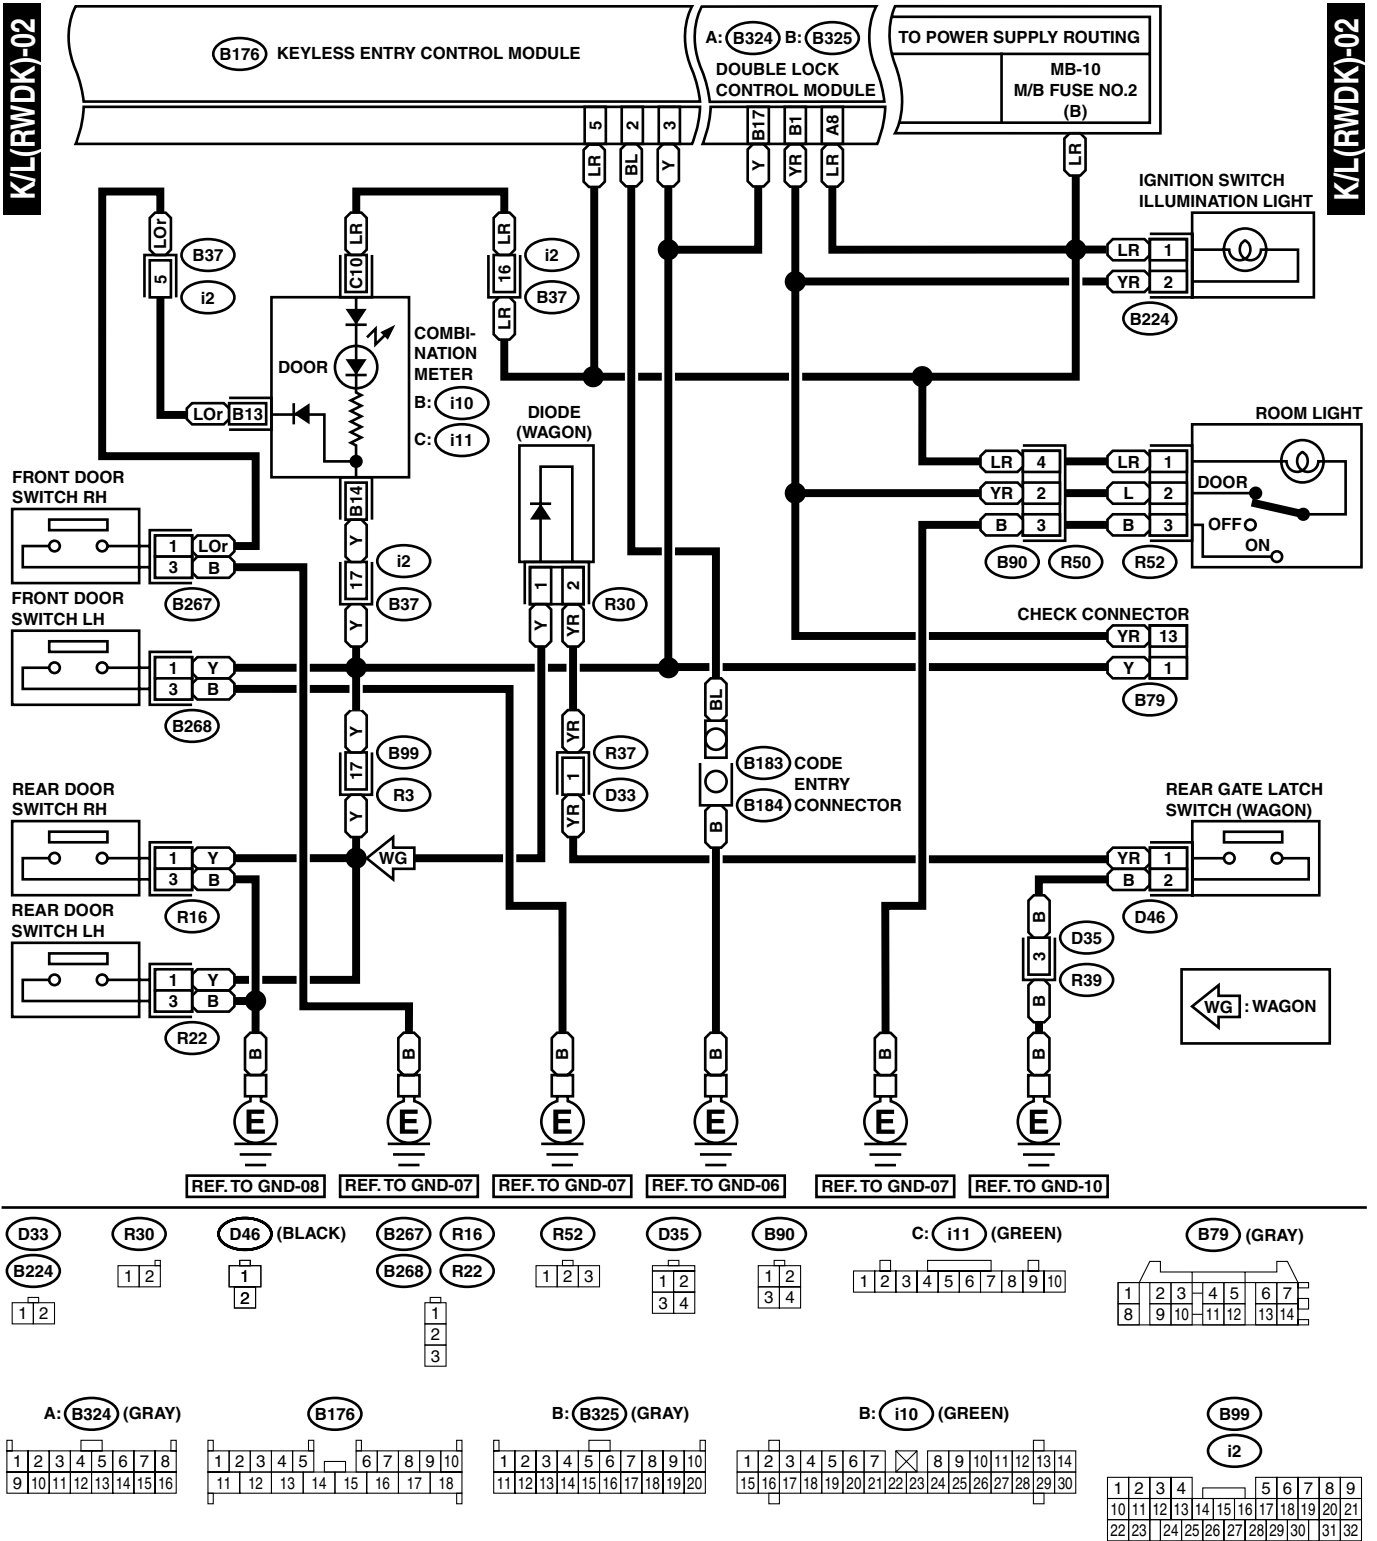 K/L(RWDK)-02
K/L(RWDK)-02
B176 KEYLESS ENTRY CONTROL MODULE
A: B324 B: B325
DOUBLE LOCK
CONTROL MODULE
TO POWER SUPPLY ROUTING
MB-10
M/B FUSE NO.2
(B)
5 2 3 B17 B1 A8
LR BL Y Y YR LR LR
IGNITION SWITCH
ILLUMINATION LIGHT
LR 1
YR 2
B224
LOr
5
B37
i2
LR
C10
LR
16
LR
i2
B37
DOOR
COMBI-
NATION
METER
B: i10
C: i11
LOr B13
B14
Y
17
Y
i2
B37
DIODE
(WAGON)
1 2
Y YR
R30
ROOM LIGHT
LR 4 LR 1
YR 2 L 2
B 3 B 3
DOOR
OFF
ON
B90 R50 R52
FRONT DOOR
SWITCH RH
1 LOr
3 B
B267
FRONT DOOR
SWITCH LH
1 Y
3 B
B268
CHECK CONNECTOR
YR 13
Y 1
B79
Y
17
Y
B99
R3
YR
1
YR
R37
D33
BL
B183 CODE
ENTRY
B184 CONNECTOR
B
REAR DOOR
SWITCH RH
1 Y
3 B
R16
WG
REAR GATE LATCH
SWITCH (WAGON)
YR 1
B 2
D46
REAR DOOR
SWITCH LH
1 Y
3 B
R22
B
3
B
D35
R39
WG : WAGON
B B B B B B
E E E E E E
REF. TO GND-08 REF. TO GND-07 REF. TO GND-07 REF. TO GND-06 REF. TO GND-07 REF. TO GND-10
D33 R30 D46 (BLACK) B267 R16 R52 D35 B90 C: i11 (GREEN) B79 (GRAY)
B224 B268 R22
1 2
1 2
1
2
1
2
3
1 2 3
1 2
3 4
1 2
3 4
1 2 3 4 5 6 7 8 9 10
1 2 3 4 5 6 7
8 9 10 11 12 13 14
A: B324 (GRAY) B176 B: B325 (GRAY) B: i10 (GREEN) B99
i2
1 2 3 4 5 6 7 8
9 10 11 12 13 14 15 16
1 2 3 4 5 6 7 8 9 10
11 12 13 14 15 16 17 18
1 2 3 4 5 6 7 8 9 10
11 12 13 14 15 16 17 18 19 20
1 2 3 4 5 6 7 8 9 10 11 12 13 14
15 16 17 18 19 20 21 22 23 24 25 26 27 28 29 30
1 2 3 4 5 6 7 8 9
10 11 12 13 14 15 16 17 18 19 20 21
22 23 24 25 26 27 28 29 30 31 32